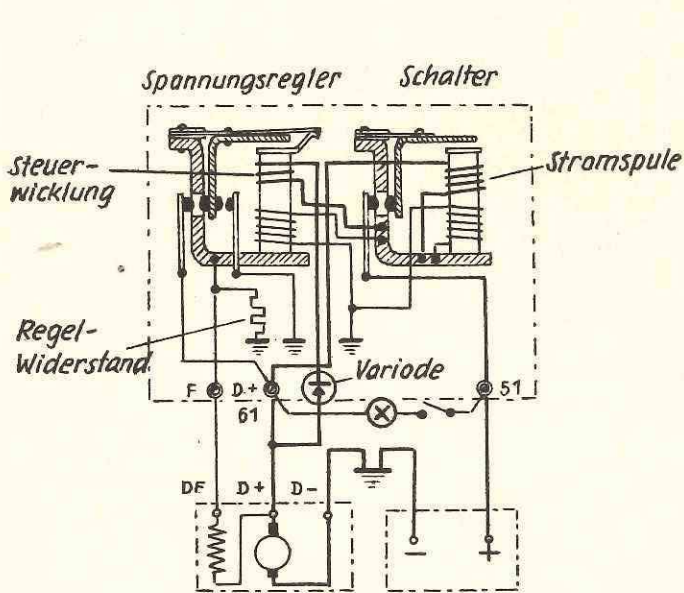 Spannungsregler Schalter
Steuer-
wicklung
Stromspule
Regel-
Widerstand
Variode
F D+ 51
61
DF D+ D-
− +